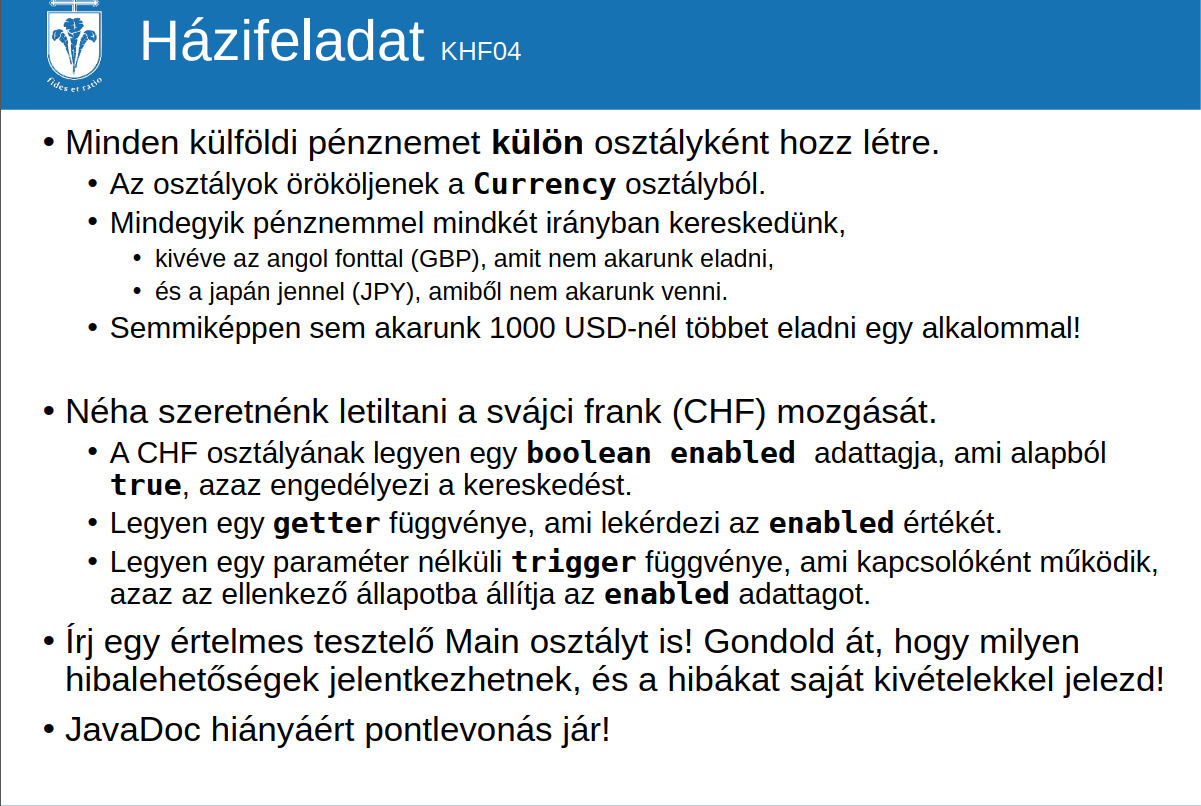 Házifeladat KHF04
fides et ratio
• Minden külföldi pénznemet külön osztályként hozz létre.
• Az osztályok örököljenek a Currency osztályból.
• Mindegyik pénznemmel mindkét irányban kereskedünk,
• kivéve az angol fonttal (GBP), amit nem akarunk eladni,
• és a japán jennel (JPY), amiből nem akarunk venni.
• Semmiképpen sem akarunk 1000 USD-nél többet eladni egy alkalommal!
• Néha szeretnénk letiltani a svájci frank (CHF) mozgását.
• A CHF osztályának legyen egy boolean enabled adattagja, ami alapból
true, azaz engedélyezi a kereskedést.
• Legyen egy getter függvénye, ami lekérdezi az enabled értékét.
• Legyen egy paraméter nélküli trigger függvénye, ami kapcsolóként működik,
azaz az ellenkező állapotba állítja az enabled adattagot.
• Írj egy értelmes tesztelő Main osztályt is! Gondold át, hogy milyen
hibalehetőségek jelentkezhetnek, és a hibákat saját kivételekkel jelezd!
• JavaDoc hiányáért pontlevonás jár!